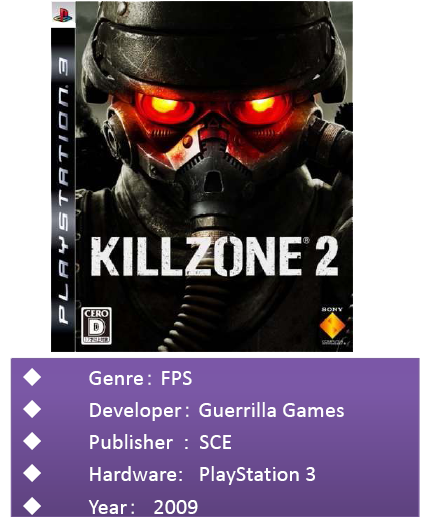 PLAYSTATION 3
KILLZONE® 2
CERO
D
SONY
◆ Genre: FPS
◆ Developer: Guerrilla Games
◆ Publisher : SCE
◆ Hardware: PlayStation 3
◆ Year: 2009